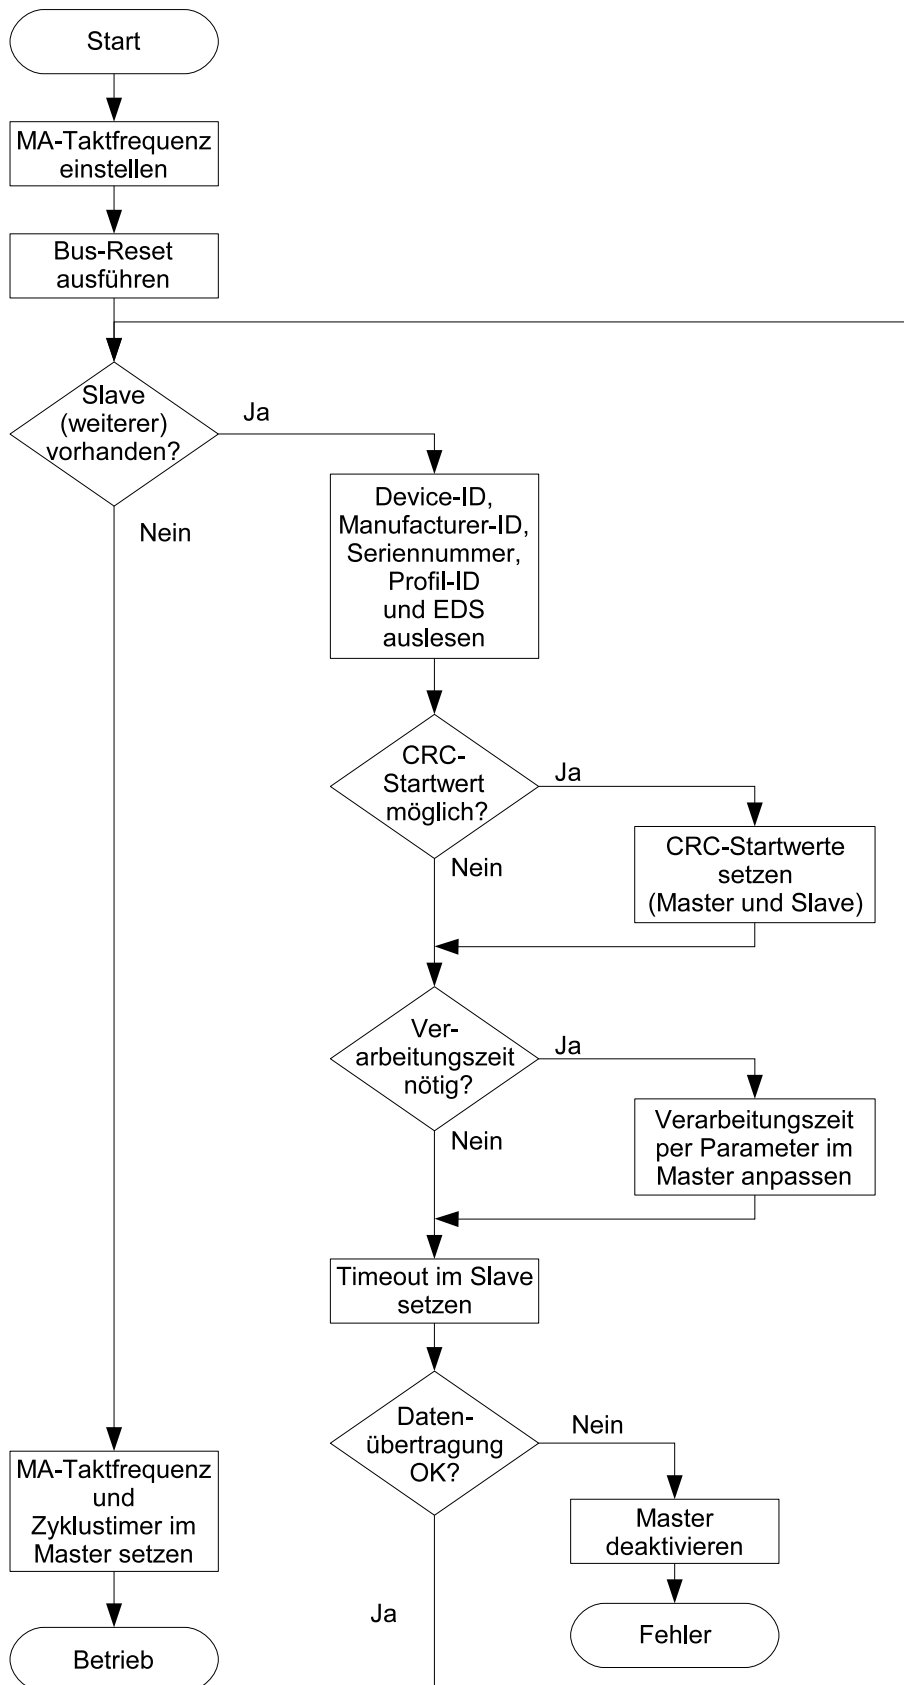 Start
MA-Taktfrequenz
einstellen
Bus-Reset
ausführen
Slave
(weiterer)
vorhanden?
Ja
Nein
Device-ID,
Manufacturer-ID,
Seriennummer,
Profil-ID
und EDS
auslesen
CRC-
Startwert
möglich?
Ja
Nein
CRC-Startwerte
setzen
(Master und Slave)
Ver-
arbeitungszeit
nötig?
Ja
Nein
Verarbeitungszeit
per Parameter im
Master anpassen
Timeout im Slave
setzen
Daten-
übertragung
OK?
Nein
Ja
Master
deaktivieren
Fehler
MA-Taktfrequenz
und
Zyklustimer im
Master setzen
Betrieb